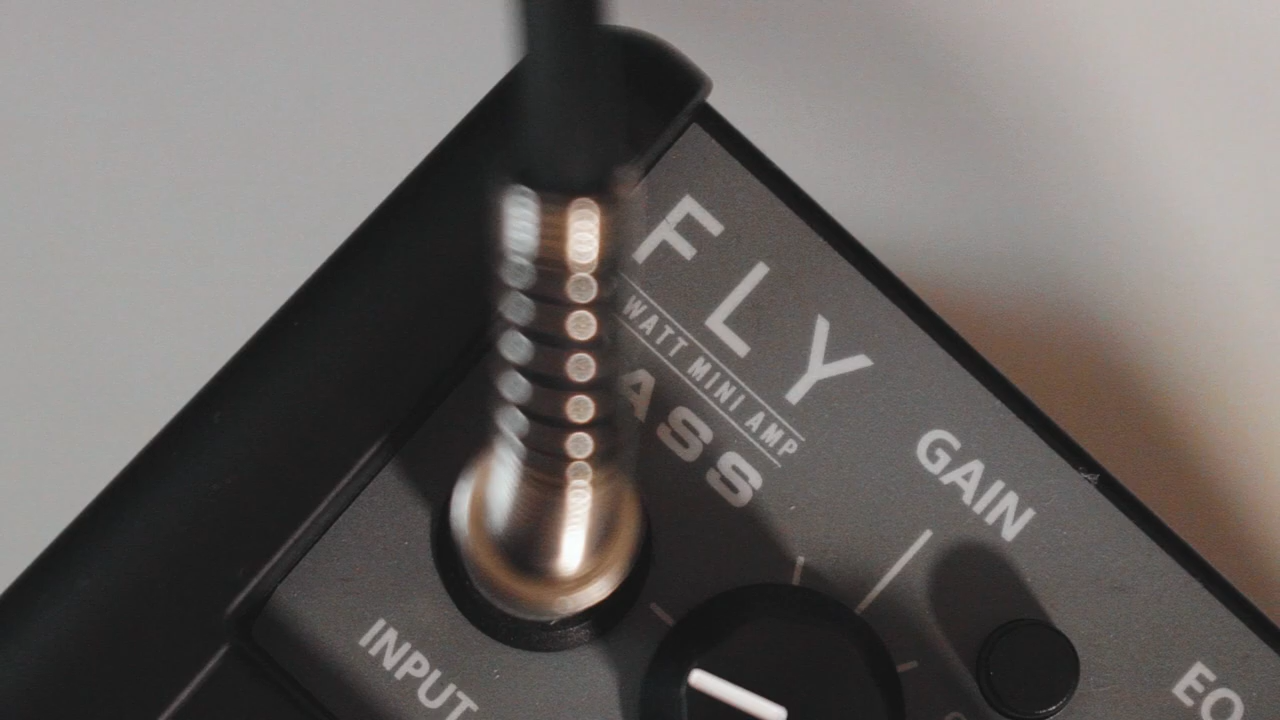 FLY
WATT MINI AMP
ASS
GAIN
INPUT
EQ